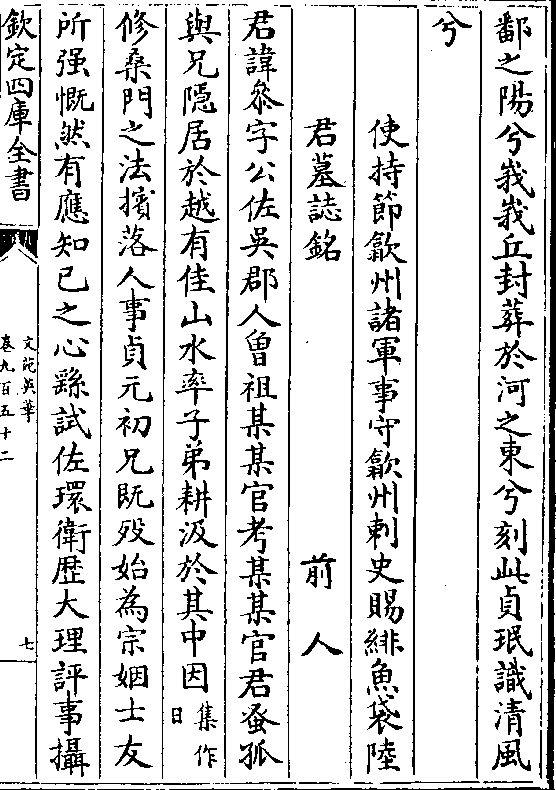 鄱之陽兮峩峩丘封葬於河之東兮刻此貞珉識清風
兮
使持節歙州諸軍事守歙州刺史賜緋魚袋陸
君墓誌銘 前人
君諱叅字公佐吳郡人曾祖某某官考某某官君蚤孤
與兄隱居於越有佳山水率子弟耕汲於其中因集作日
修桑門之法擯落人事貞元初兄既殁始為宗姻士友
所强慨然有應知已之心繇試佐環衛歴大理評事攝
欽定四庫全書
文苑英華
卷九百五十二
七